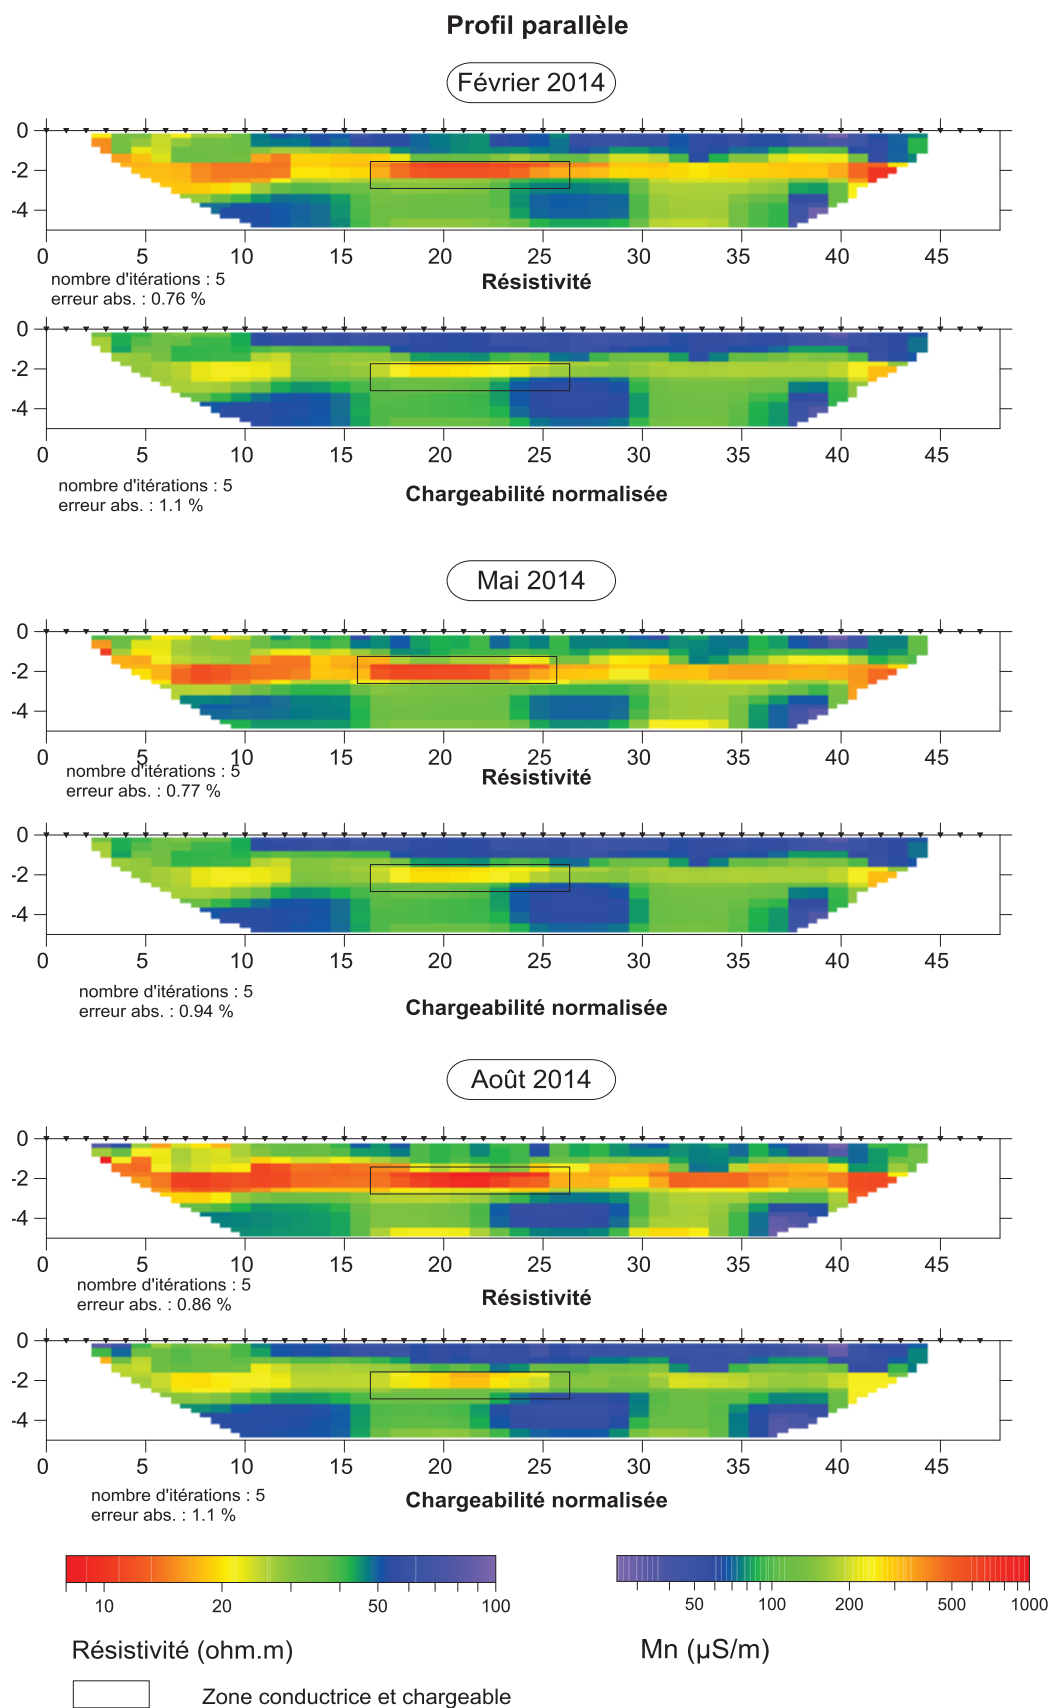 Profil parallèle
Février 2014
0
-2
-4
0 5 10 15 20 25 30 35 40 45
nombre d'itérations : 5
erreur abs. : 0.76 %
Résistivité
0
-2
-4
0 5 10 15 20 25 30 35 40 45
nombre d'itérations : 5
erreur abs. : 1.1 %
Chargeabilité normalisée
Mai 2014
0
-2
-4
0 5 10 15 20 25 30 35 40 45
nombre d'itérations : 5
erreur abs. : 0.77 %
Résistivité
0
-2
-4
0 5 10 15 20 25 30 35 40 45
nombre d'itérations : 5
erreur abs. : 0.94 %
Chargeabilité normalisée
Août 2014
0
-2
-4
0 5 10 15 20 25 30 35 40 45
nombre d'itérations : 5
erreur abs. : 0.86 %
Résistivité
0
-2
-4
0 5 10 15 20 25 30 35 40 45
nombre d'itérations : 5
erreur abs. : 1.1 %
Chargeabilité normalisée
10 20 50 100
50 100 200 500 1000
Résistivité (ohm.m)
Mn (µS/m)
Zone conductrice et chargeable